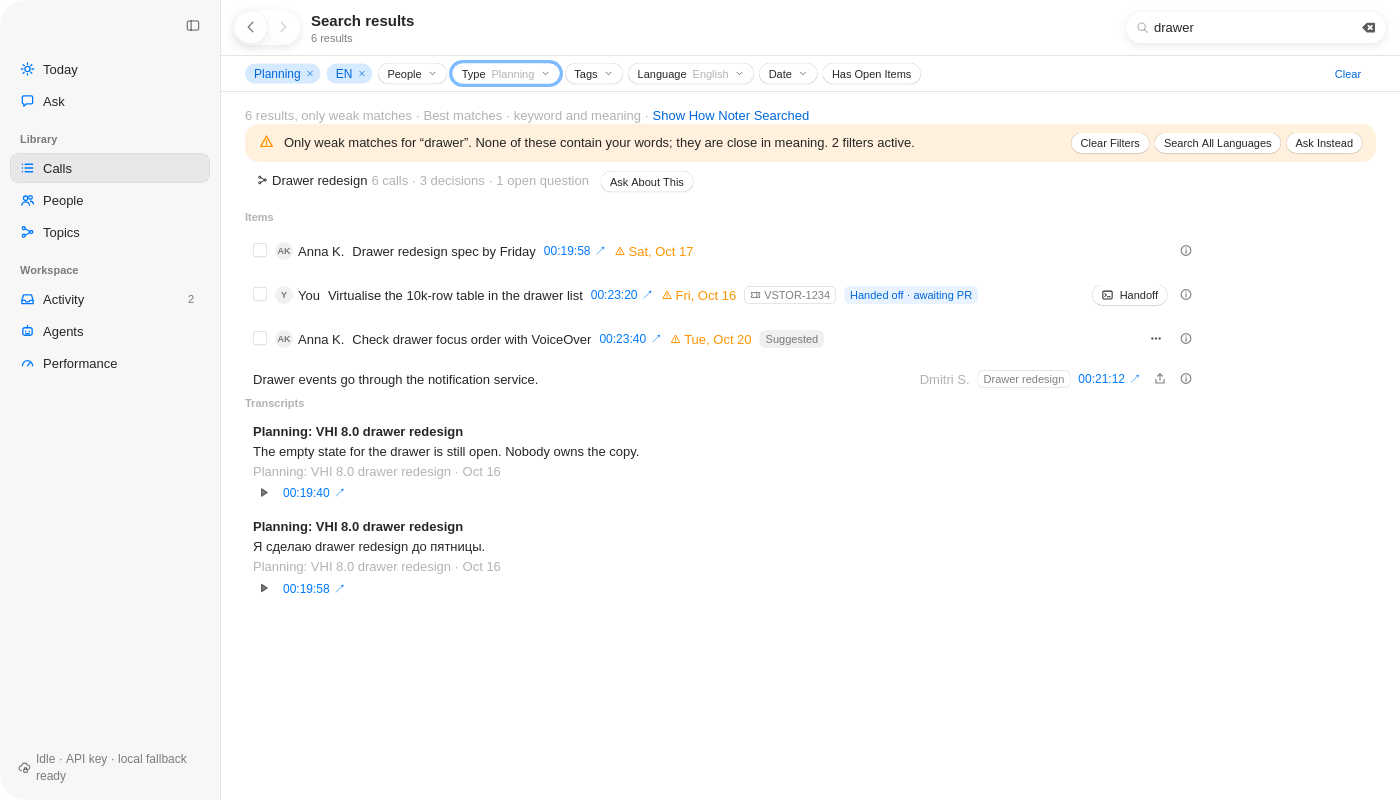 Search results
6 results
drawer
Today
Ask
Library
Calls
People
Topics
Workspace
Activity 2
Agents
Performance
Idle · API key · local fallback
ready
Planning × EN × People Type Planning Tags Language English Date Has Open Items Clear
6 results, only weak matches · Best matches · keyword and meaning · Show How Noter Searched
Only weak matches for “drawer”. None of these contain your words; they are close in meaning. 2 filters active. Clear Filters Search All Languages Ask Instead
Drawer redesign 6 calls · 3 decisions · 1 open question Ask About This
Items
AK Anna K. Drawer redesign spec by Friday 00:19:58 ↗ Sat, Oct 17
Y You Virtualise the 10k-row table in the drawer list 00:23:20 ↗ Fri, Oct 16 VSTOR-1234 Handed off · awaiting PR Handoff
AK Anna K. Check drawer focus order with VoiceOver 00:23:40 ↗ Tue, Oct 20 Suggested
Drawer events go through the notification service. Dmitri S. Drawer redesign 00:21:12 ↗
Transcripts
Planning: VHI 8.0 drawer redesign
The empty state for the drawer is still open. Nobody owns the copy.
Planning: VHI 8.0 drawer redesign · Oct 16
00:19:40 ↗
Planning: VHI 8.0 drawer redesign
Я сделаю drawer redesign до пятницы.
Planning: VHI 8.0 drawer redesign · Oct 16
00:19:58 ↗